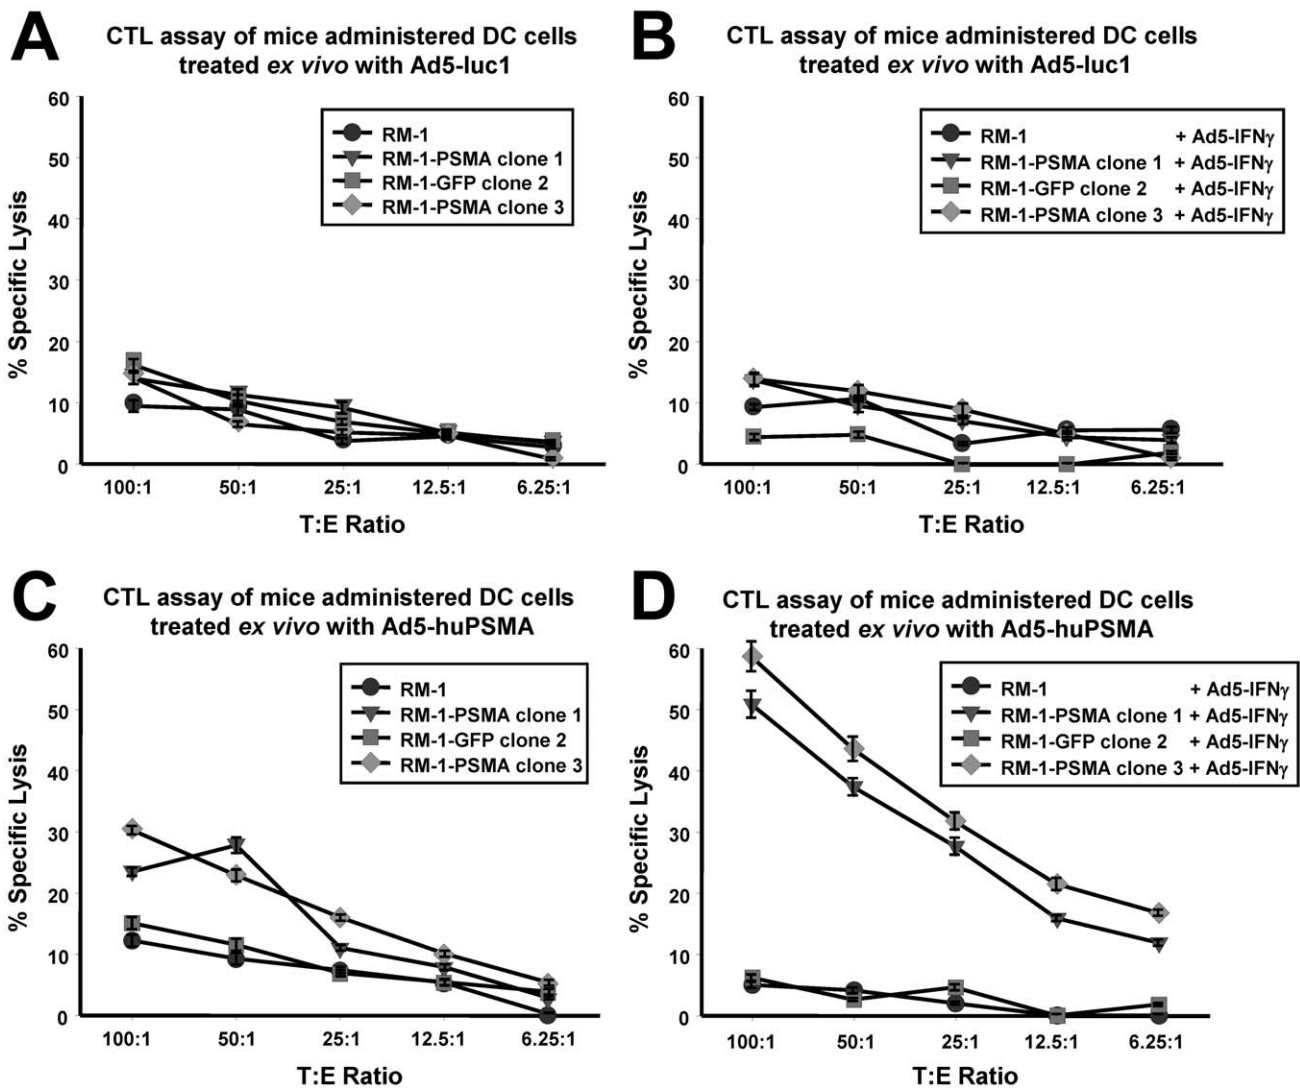 A
CTL assay of mice administered DC cells
treated ex vivo with Ad5-luc1
% Specific Lysis
60
50
40
30
20
10
0
RM-1
RM-1-PSMA clone 1
RM-1-GFP clone 2
RM-1-PSMA clone 3
100:1 50:1 25:1 12.5:1 6.25:1
T:E Ratio
B
CTL assay of mice administered DC cells
treated ex vivo with Ad5-luc1
% Specific Lysis
60
50
40
30
20
10
0
RM-1 + Ad5-IFNγ
RM-1-PSMA clone 1 + Ad5-IFNγ
RM-1-GFP clone 2 + Ad5-IFNγ
RM-1-PSMA clone 3 + Ad5-IFNγ
100:1 50:1 25:1 12.5:1 6.25:1
T:E Ratio
C
CTL assay of mice administered DC cells
treated ex vivo with Ad5-huPSMA
% Specific Lysis
60
50
40
30
20
10
0
RM-1
RM-1-PSMA clone 1
RM-1-GFP clone 2
RM-1-PSMA clone 3
100:1 50:1 25:1 12.5:1 6.25:1
T:E Ratio
D
CTL assay of mice administered DC cells
treated ex vivo with Ad5-huPSMA
% Specific Lysis
60
50
40
30
20
10
0
RM-1 + Ad5-IFNγ
RM-1-PSMA clone 1 + Ad5-IFNγ
RM-1-GFP clone 2 + Ad5-IFNγ
RM-1-PSMA clone 3 + Ad5-IFNγ
100:1 50:1 25:1 12.5:1 6.25:1
T:E Ratio